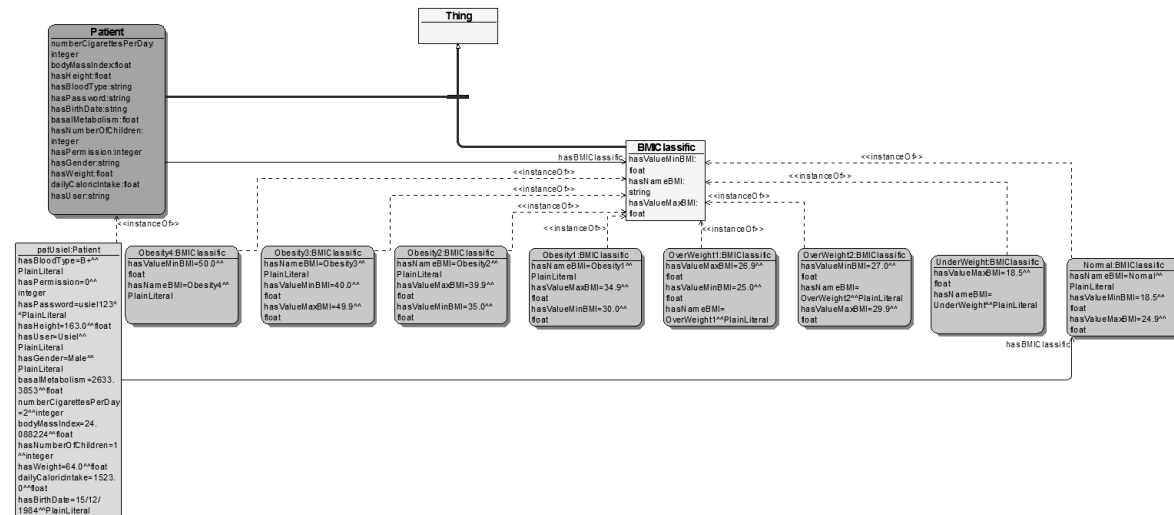 Thing
Patient
numberCigarettesPerDay:
integer
bodyMassIndex:float
hasHeight:float
hasBloodType:string
hasPassword:string
hasBirthDate:string
basalMetabolism:float
hasNumberOfChildren:
integer
hasPermission:integer
hasGender:string
hasWeight:float
dailyCaloricIntake:float
hasUser:string
BMIClassific
hasValueMinBMI:
float
hasNameBMI:
string
hasValueMaxBMI:
float
hasBMIClassific
<<instanceOf>>
<<instanceOf>>
<<instanceOf>>
<<instanceOf>>
<<instanceOf>>
<<instanceOf>>
<<instanceOf>>
<<instanceOf>>
<<instanceOf>>
patUsiel:Patient
hasBloodType=B+^^
PlainLiteral
hasPermission=0^^
integer
hasPassword=usiel123^
^PlainLiteral
hasHeight=163.0^^float
hasUser=Usiel^^
PlainLiteral
hasGender=Male^^
PlainLiteral
basalMetabolism=2633.
3853^^float
numberCigarettesPerDay
=2^^integer
bodyMassIndex=24.
088224^^float
hasNumberOfChildren=1
^^integer
hasWeight=64.0^^float
dailyCaloricIntake=1523.
0^^float
hasBirthDate=15/12/
1984^^PlainLiteral
Obesity4:BMIClassific
hasValueMinBMI=50.0^^
float
hasNameBMI=Obesity4^^
PlainLiteral
Obesity3:BMIClassific
hasNameBMI=Obesity3^^
PlainLiteral
hasValueMinBMI=40.0^^
float
hasValueMaxBMI=49.9^^
float
Obesity2:BMIClassific
hasNameBMI=Obesity2^^
PlainLiteral
hasValueMaxBMI=39.9^^
float
hasValueMinBMI=35.0^^
float
Obesity1:BMIClassific
hasNameBMI=Obesity1^^
PlainLiteral
hasValueMaxBMI=34.9^^
float
hasValueMinBMI=30.0^^
float
OverWeight1:BMIClassific
hasValueMaxBMI=26.9^^
float
hasValueMinBMI=25.0^^
float
hasNameBMI=
OverWeight1^^PlainLiteral
OverWeight2:BMIClassific
hasValueMinBMI=27.0^^
float
hasNameBMI=
OverWeight2^^PlainLiteral
hasValueMaxBMI=29.9^^
float
UnderWeight:BMIClassific
hasValueMaxBMI=18.5^^
float
hasNameBMI=
UnderWeight^^PlainLiteral
Normal:BMIClassific
hasNameBMI=Nomal^^
PlainLiteral
hasValueMinBMI=18.5^^
float
hasValueMaxBMI=24.9^^
float
hasBMIClassific